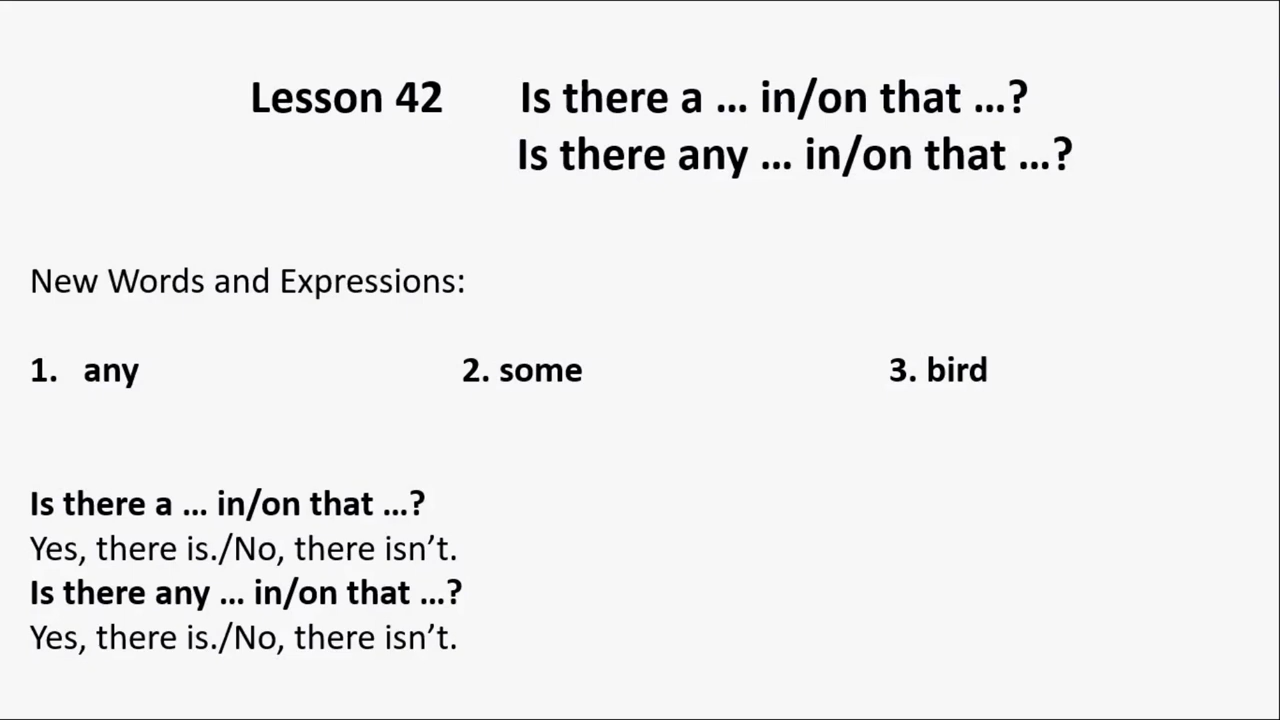 Lesson 42 Is there a ... in/on that ...?
Is there any ... in/on that ...?
New Words and Expressions:
1. any 2. some 3. bird
Is there a ... in/on that ...?
Yes, there is./No, there isn’t.
Is there any ... in/on that ...?
Yes, there is./No, there isn’t.